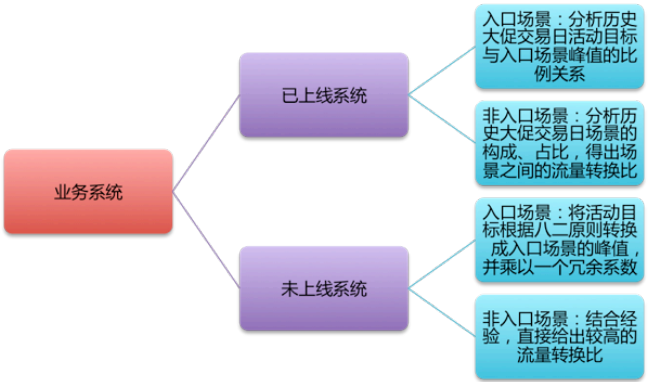 业务系统
已上线系统
未上线系统
入口场景：分析历史
大促交易日活动目标
与入口场景峰值的比
例关系
非入口场景：分析历
史大促交易日场景的
构成、占比，得出场
景之间的流量转换比
入口场景：将活动目
标根据八二原则转换
成入口场景的峰值，
并乘以一个冗余系数
非入口场景：结合经
验，直接给出较高的
流量转换比